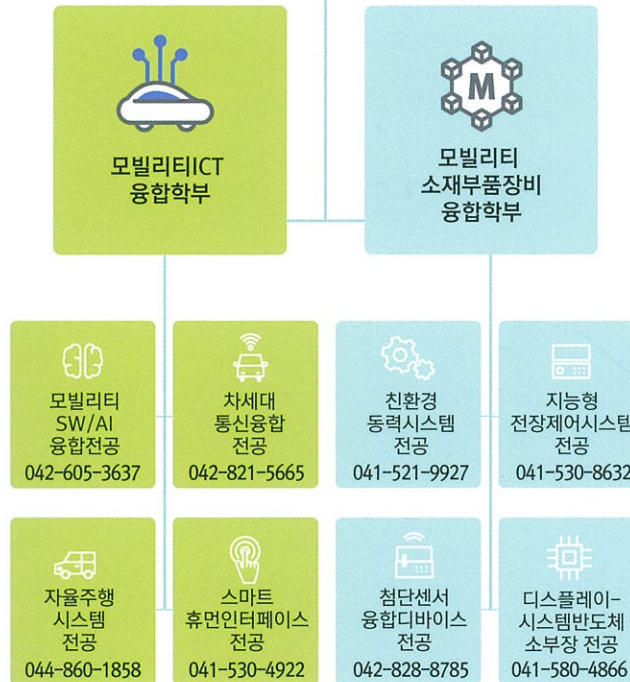 모빌리티ICT
융합학부
M
모빌리티
소재부품장비
융합학부
모빌리티
SW/AI
융합전공
042-605-3637
차세대
통신융합
전공
042-821-5665
친환경
동력시스템
전공
041-521-9927
지능형
전장제어시스템
전공
041-530-8632
자율주행
시스템
전공
044-860-1858
스마트
휴먼인터페이스
전공
041-530-4922
첨단센서
융합디바이스
전공
042-828-8785
디스플레이-
시스템반도체
소부장 전공
041-580-4866